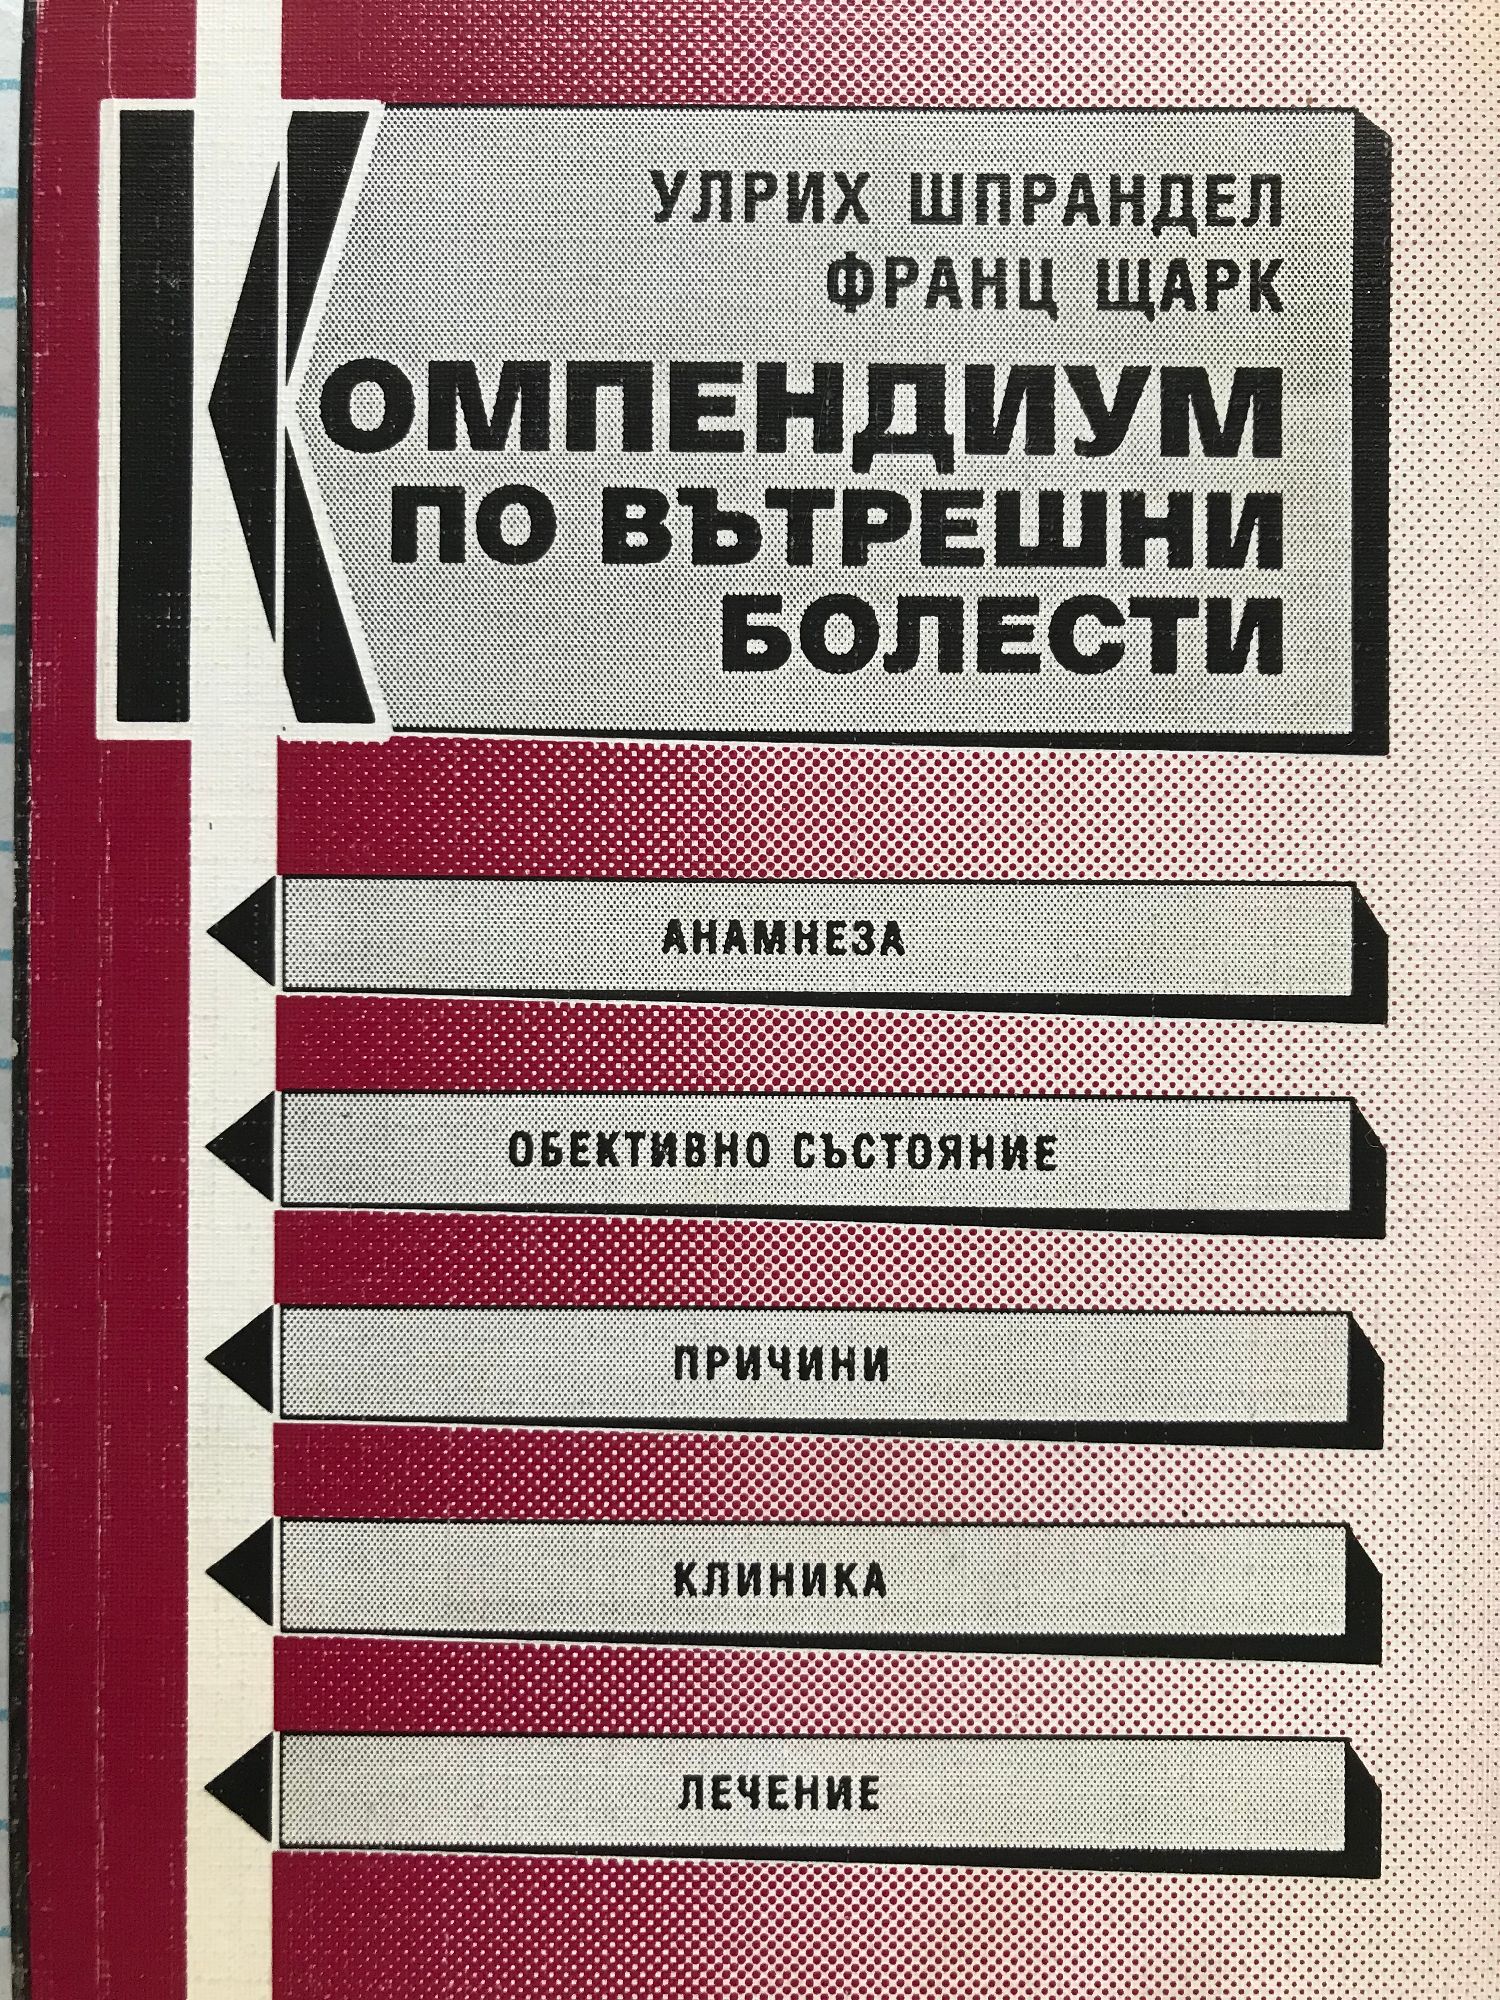 УЛРИХ ШПРАНДЕЛ
ФРАНЦ ЩАРК
КОМПЕНДИУМ
ПО ВЪТРЕШНИ
БОЛЕСТИ
АНАМНЕЗА
ОБЕКТИВНО СЪСТОЯНИЕ
ПРИЧИНИ
КЛИНИКА
ЛЕЧЕНИЕ